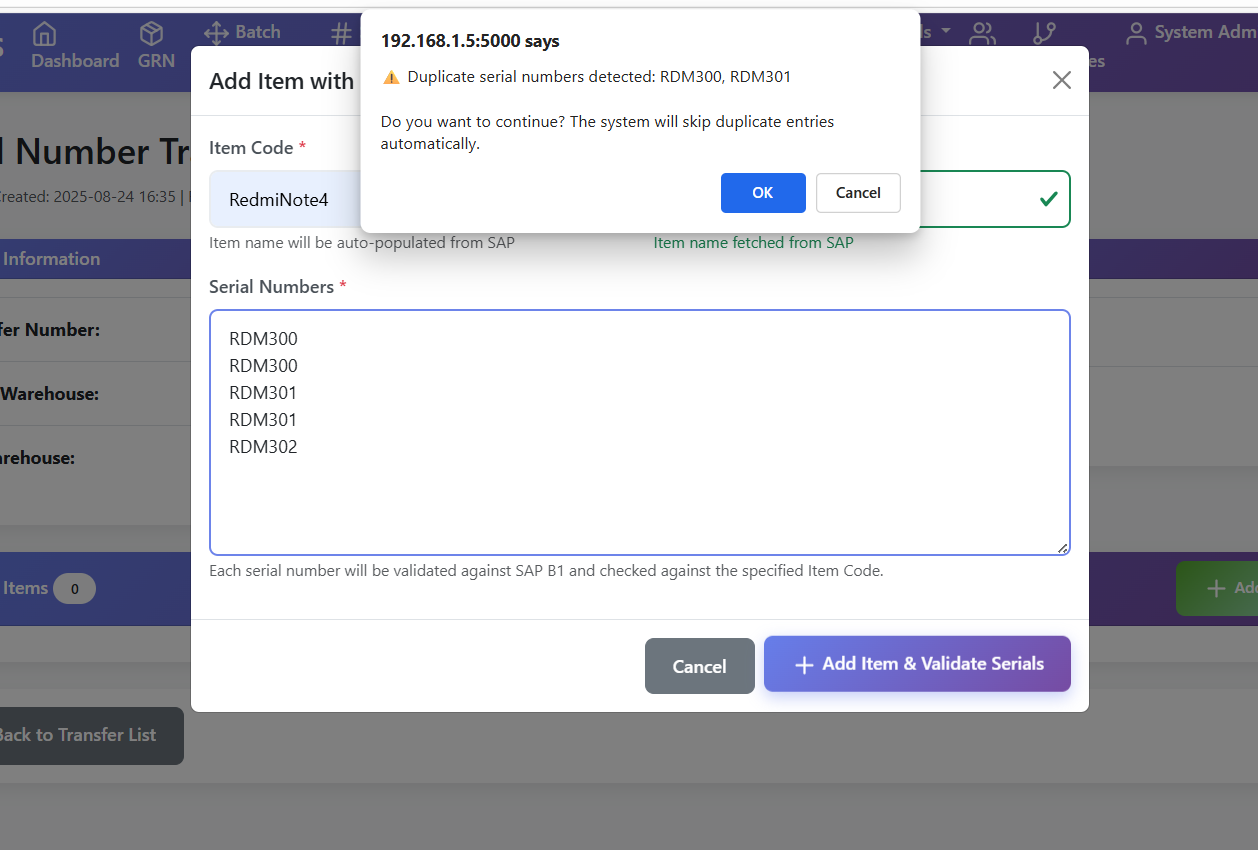 Dashboard
GRN
Batch
#
System Adm
192.168.1.5:5000 says
⚠ Duplicate serial numbers detected: RDM300, RDM301
Do you want to continue? The system will skip duplicate entries
automatically.
OK
Cancel
Add Item with
Item Code *
RedmiNote4
Item name will be auto-populated from SAP
Item name fetched from SAP
Serial Numbers *
RDM300
RDM300
RDM301
RDM301
RDM302
Each serial number will be validated against SAP B1 and checked against the specified Item Code.
Cancel
+ Add Item & Validate Serials
Number Tr
Created: 2025-08-24 16:35 |
Information
fer Number:
Warehouse:
arehouse:
Items 0
+ Add
Back to Transfer List